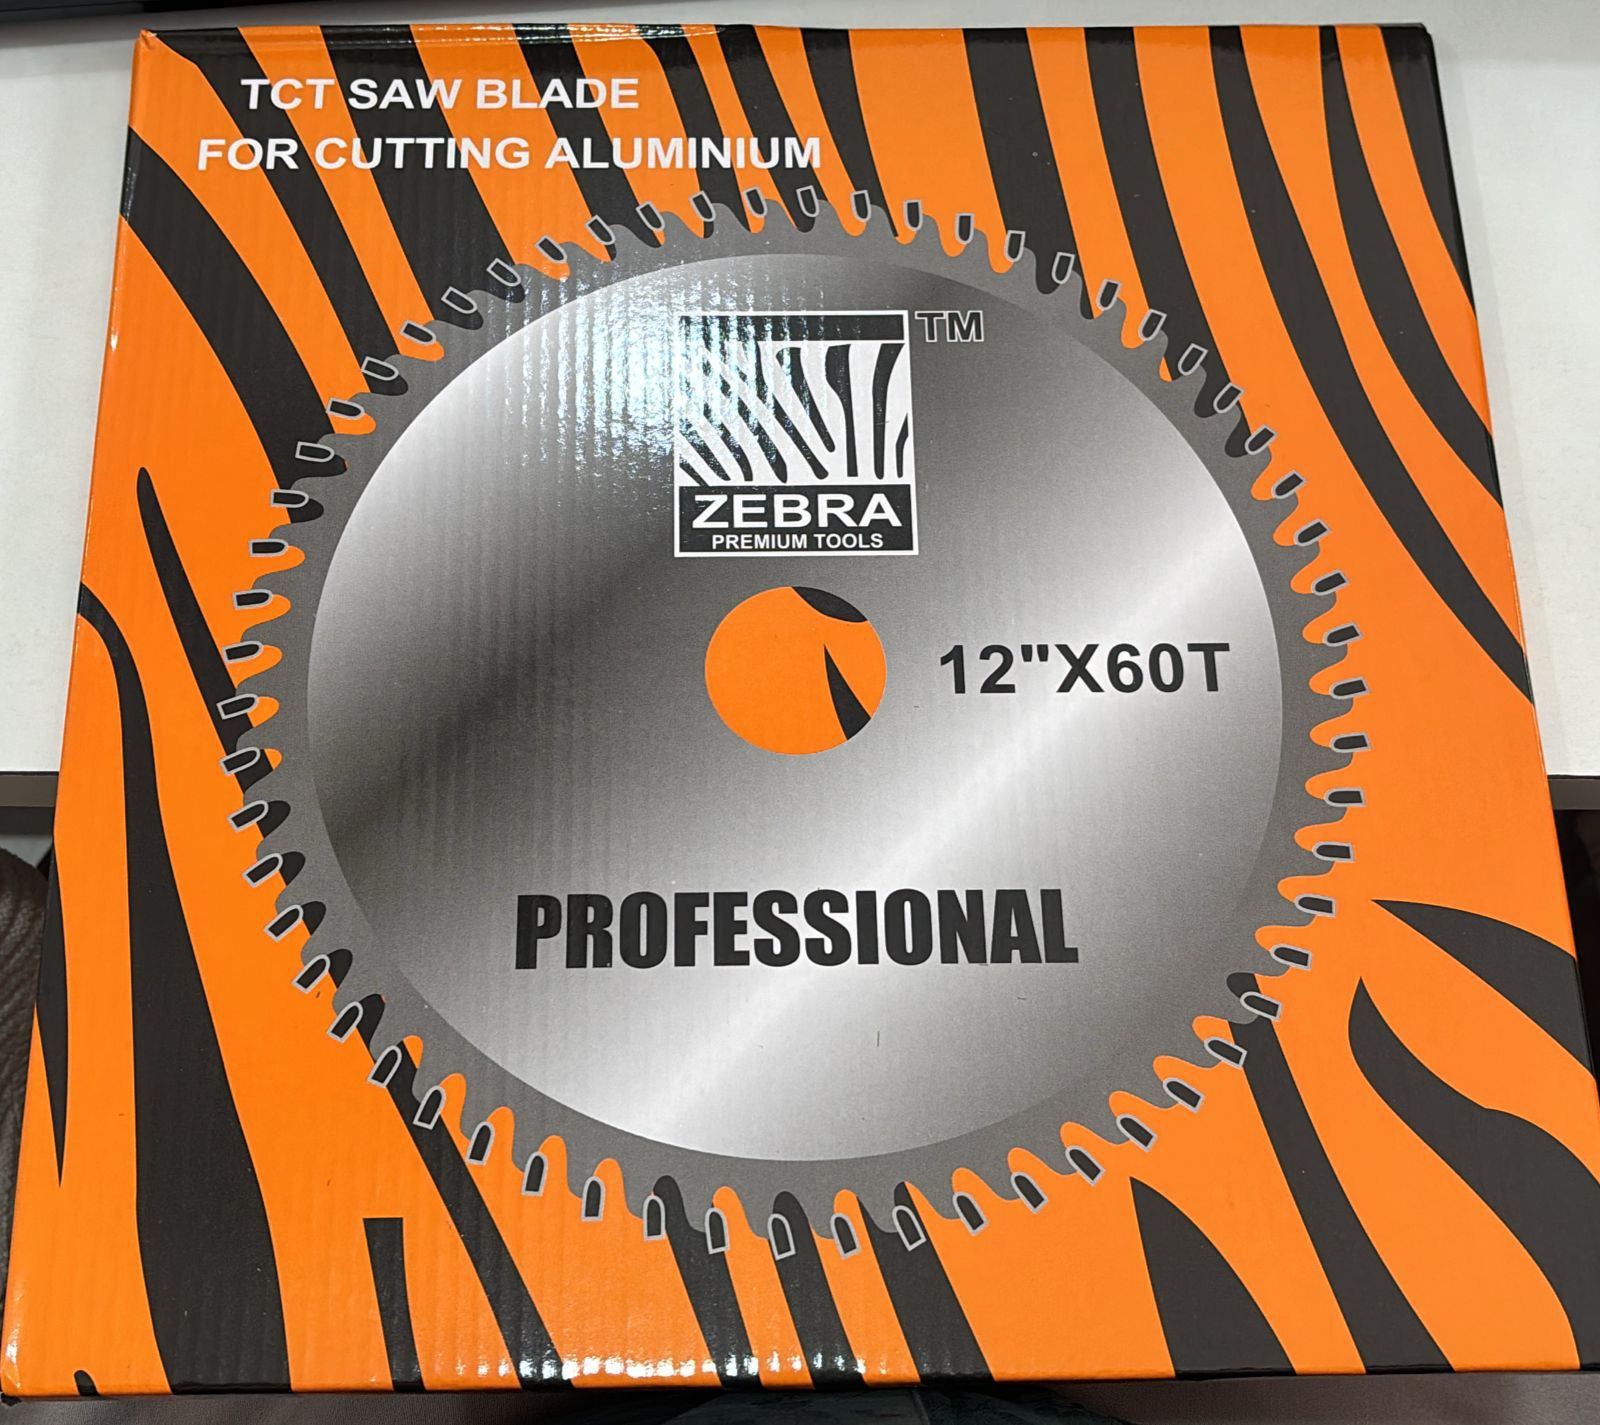 TCT SAW BLADE
FOR CUTTING ALUMINIUM
TM
ZEBRA
PREMIUM TOOLS
12"X60T
PROFESSIONAL